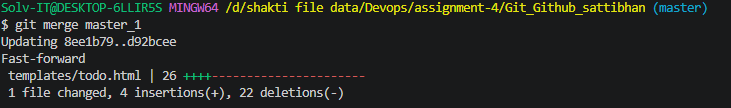 Solv-IT@DESKTOP-6LLIR5S MINGW64 /d/shakti file data/Devops/assignment-4/Git_Github_sattibhan (master)
$ git merge master_1
Updating 8ee1b79..d92bcee
Fast-forward
 templates/todo.html | 26 ++++----------------------
 1 file changed, 4 insertions(+), 22 deletions(-)